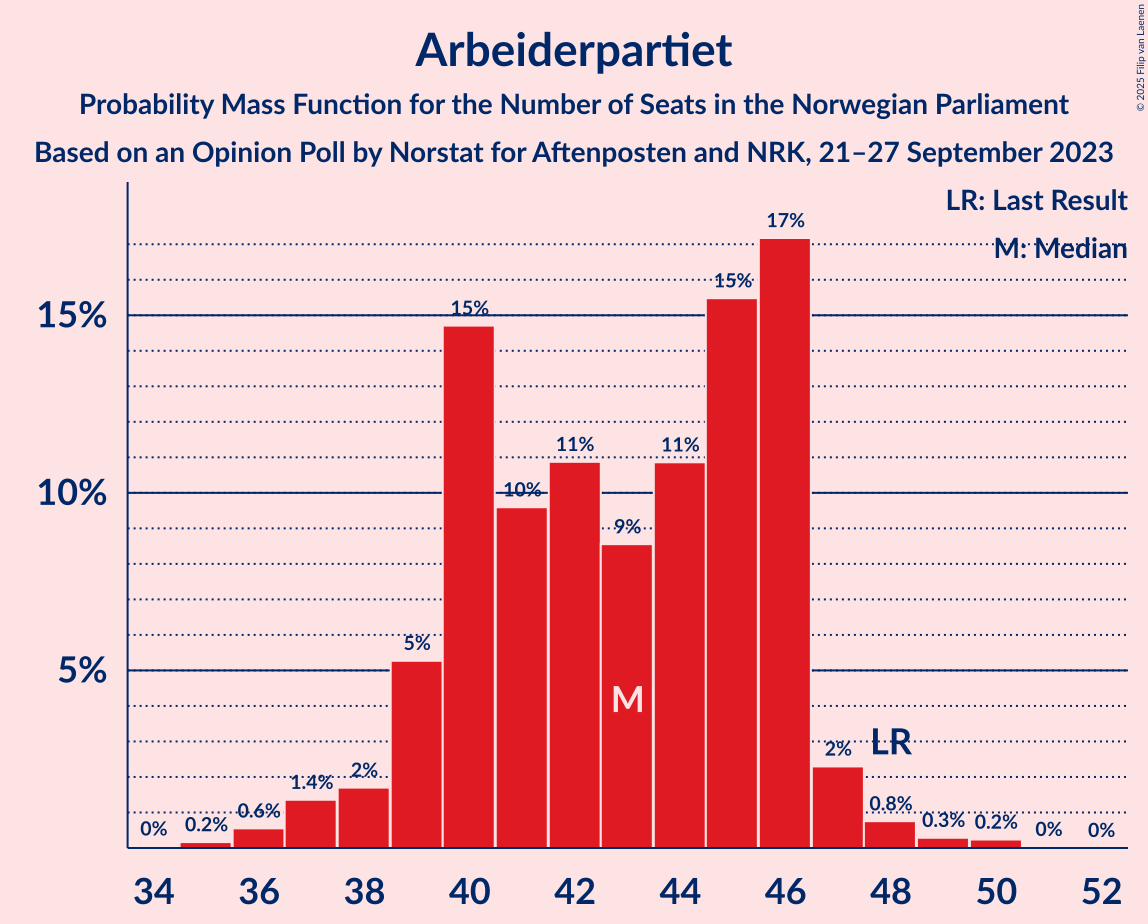 Arbeiderpartiet
Probability Mass Function for the Number of Seats in the Norwegian Parliament
Based on an Opinion Poll by Norstat for Aftenposten and NRK, 21–27 September 2023
© 2025 Filip van Laenen
LR: Last Result
M: Median
15%
10%
5%
0%
0.2%
0.6%
1.4%
2%
5%
15%
10%
11%
9%
11%
15%
17%
2%
0.8%
0.3%
0.2%
0%
0%
M
LR
34 36 38 40 42 44 46 48 50 52